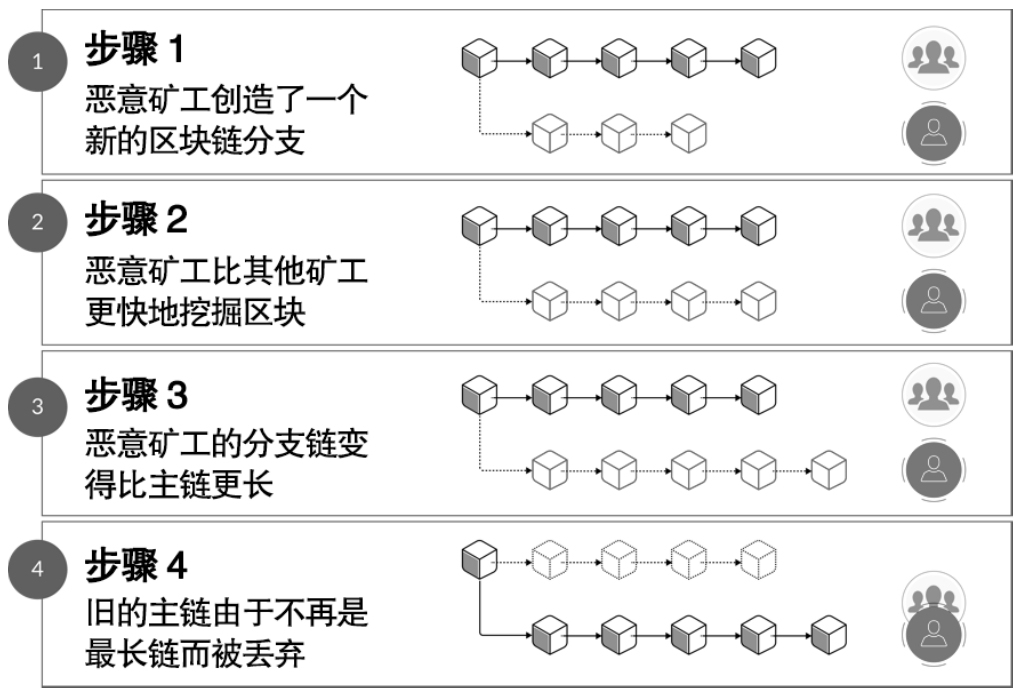 1
步骤 1
恶意矿工创造了一个
新的区块链分支
2
步骤 2
恶意矿工比其他矿工
更快地挖掘区块
3
步骤 3
恶意矿工的分支链变
得比主链更长
4
步骤 4
旧的主链由于不再是
最长链而被丢弃